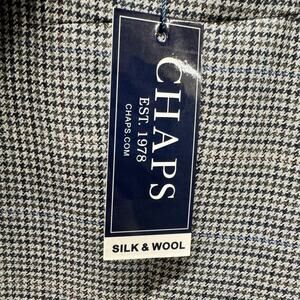 CHAPS
EST. 1978
CHAPS.COM
SILK & WOOL